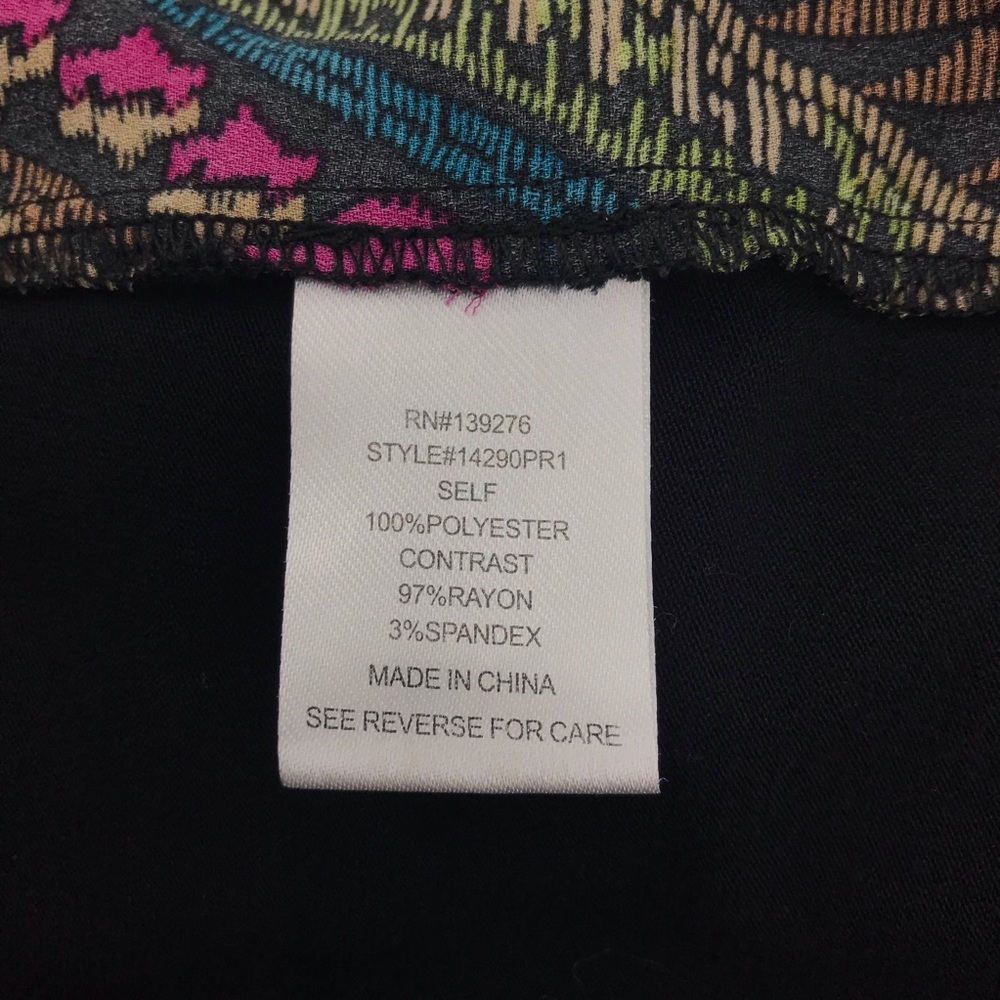 RN#139276
STYLE#14290PR1
SELF
100%POLYESTER
CONTRAST
97%RAYON
3%SPANDEX
MADE IN CHINA
SEE REVERSE FOR CARE